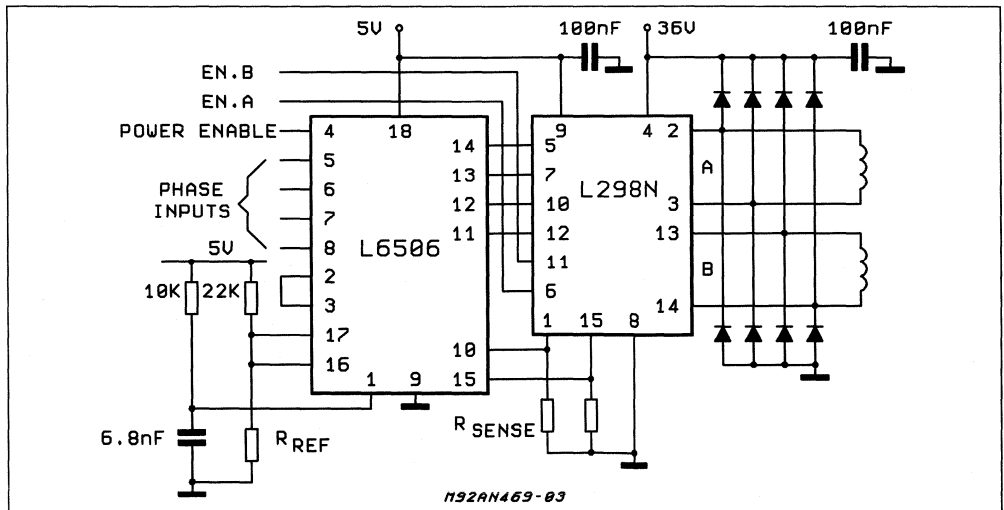 5V
100nF
36V
100nF
EN.B
EN.A
POWER ENABLE
PHASE
INPUTS
5V
10K
22K
6.8nF
R REF
L6506
4
5
6
7
8
2
3
17
16
18
14
13
12
11
10
15
1
9
L298N
9
4
5
7
10
12
11
6
1
15
8
2
3
13
14
A
B
R SENSE
M92AN469-03